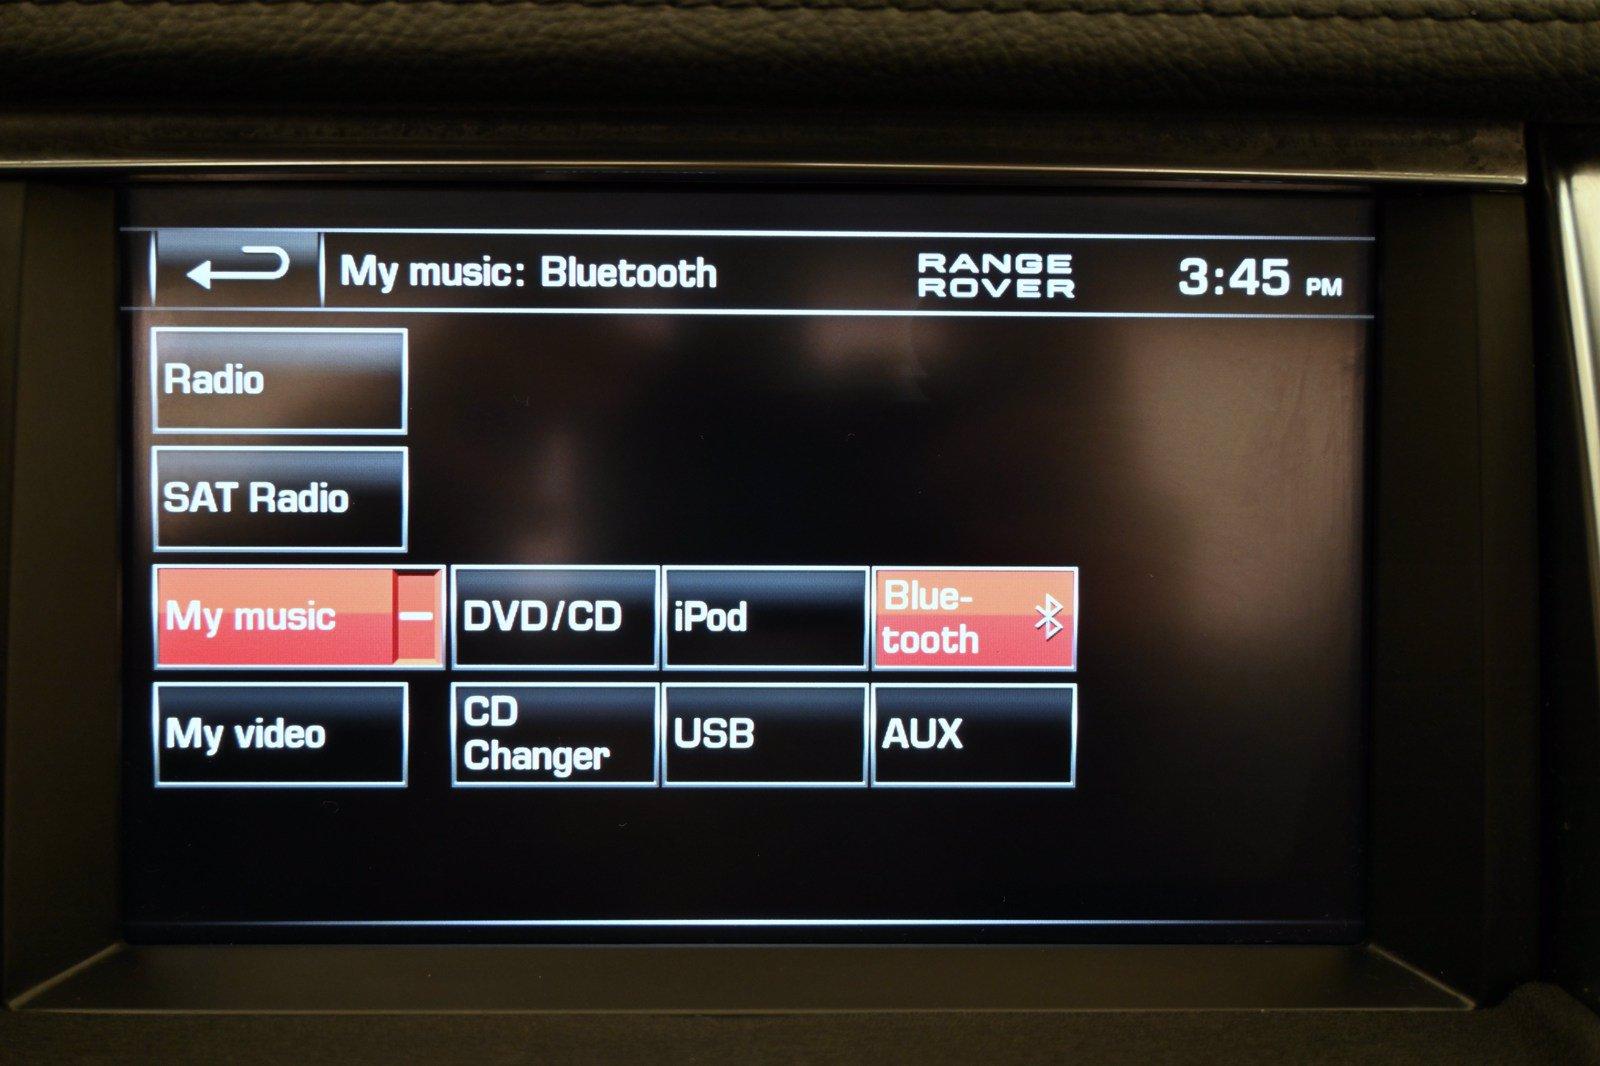 My music: Bluetooth
RANGE
ROVER
3:45 PM
Radio
SAT Radio
My music
DVD/CD
iPod
Blue-
tooth
My video
CD
Changer
USB
AUX